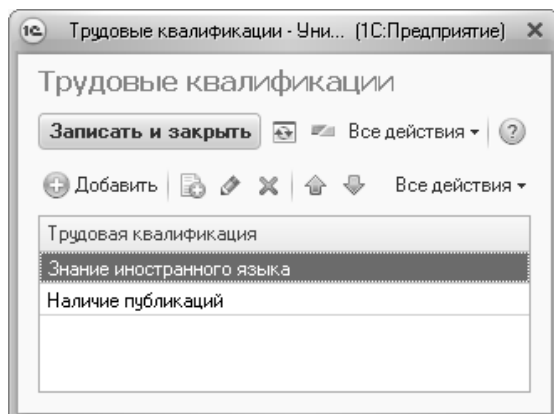 1С Трудовые квалификации - Уни... (1С:Предприятие)
Трудовые квалификации
Записать и закрыть Все действия ?
Добавить Все действия
Трудовая квалификация
Знание иностранного языка
Наличие публикаций